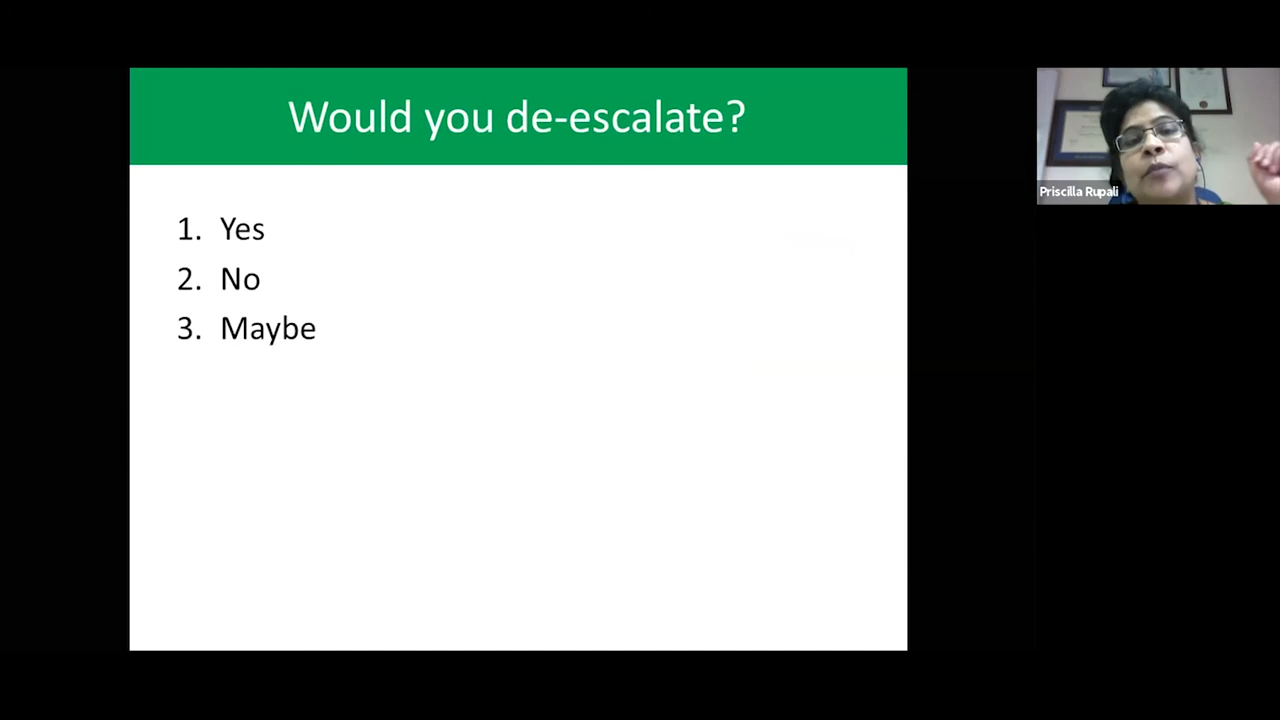 Would you de-escalate?
1. Yes
2. No
3. Maybe
Priscilla Rupali